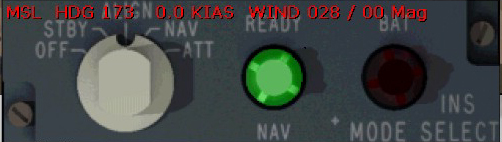 MSL HDG 173 0.0 KIAS WIND 028 / 00 Mag
STBY
NAV
READY
BAT
OFF
ATT
INS
NAV
MODE SELECT